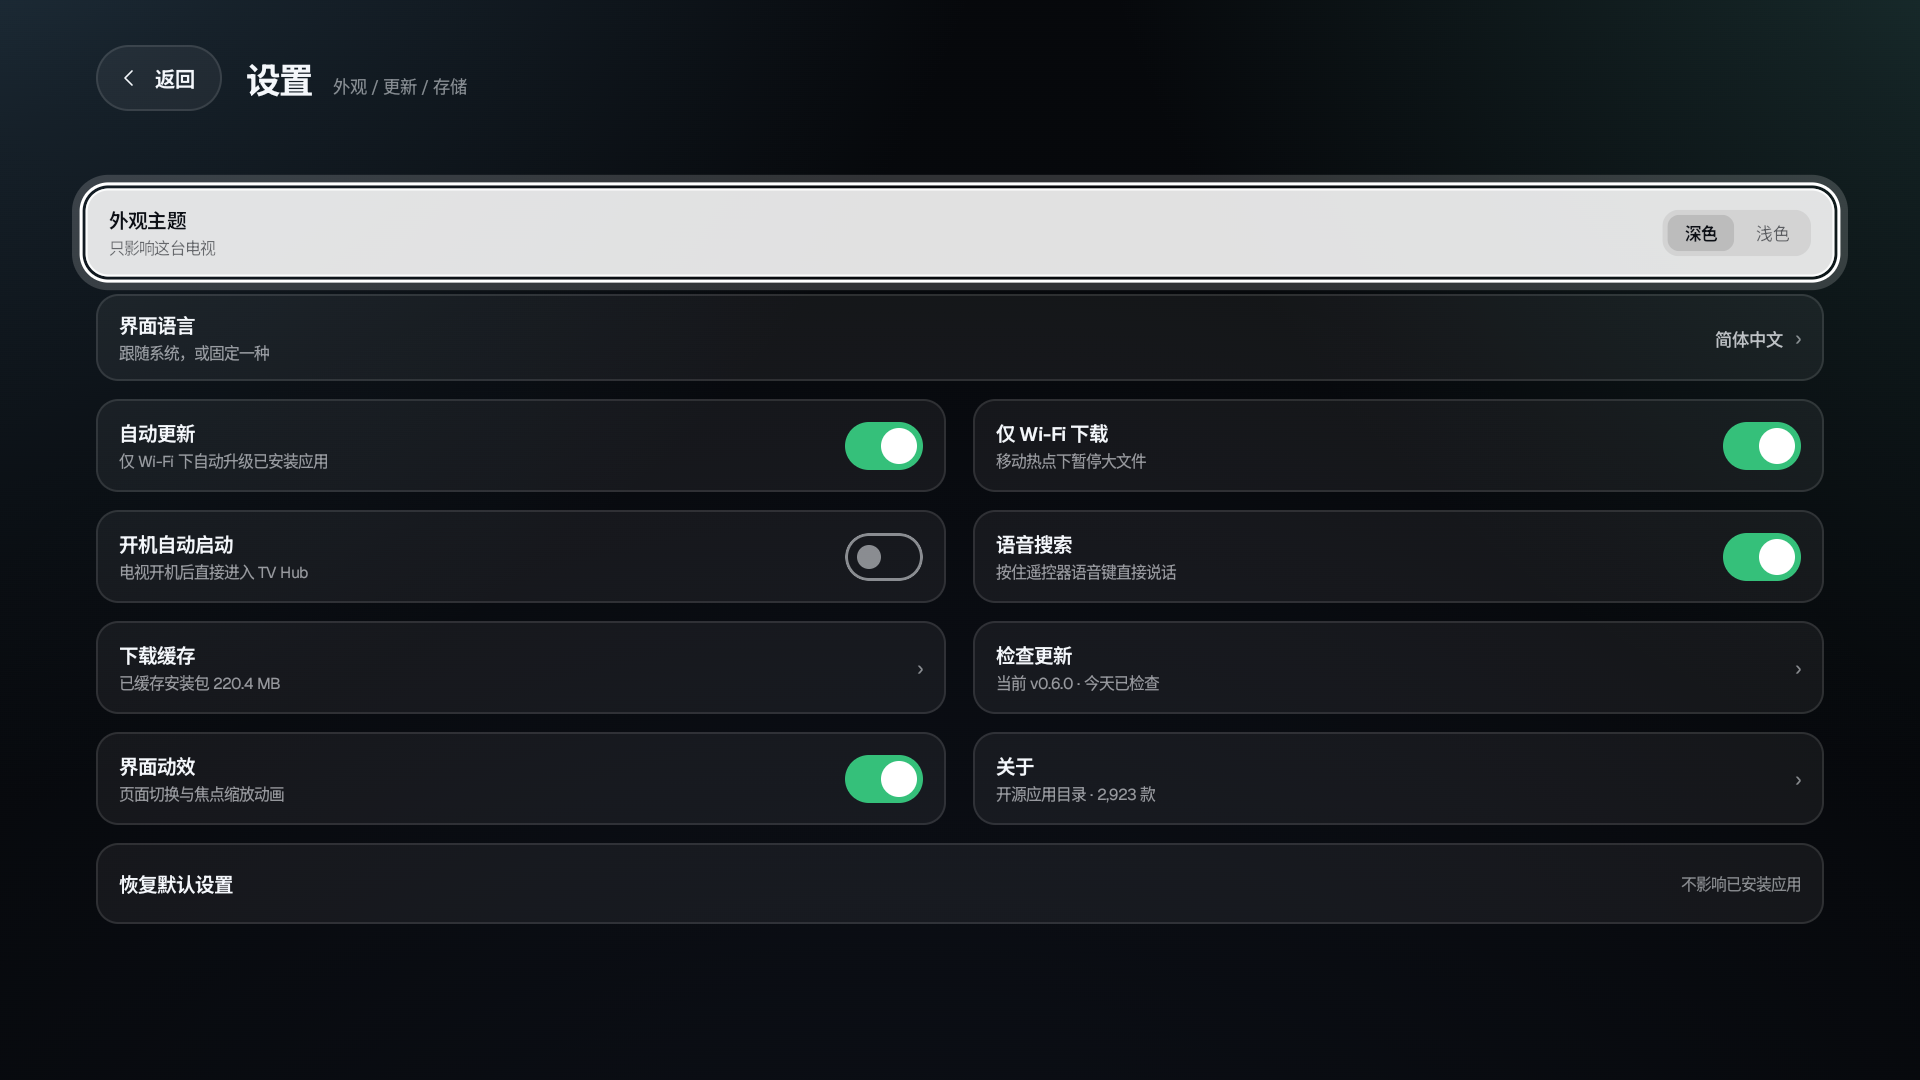 返回
设置
外观 / 更新 / 存储
外观主题
只影响这台电视
深色
浅色
界面语言
跟随系统，或固定一种
简体中文 ›
自动更新
仅 Wi-Fi 下自动升级已安装应用
仅 Wi-Fi 下载
移动热点下暂停大文件
开机自动启动
电视开机后直接进入 TV Hub
语音搜索
按住遥控器语音键直接说话
下载缓存
已缓存安装包 220.4 MB
›
检查更新
当前 v0.6.0 · 今天已检查
›
界面动效
页面切换与焦点缩放动画
关于
开源应用目录 · 2,923 款
›
恢复默认设置
不影响已安装应用